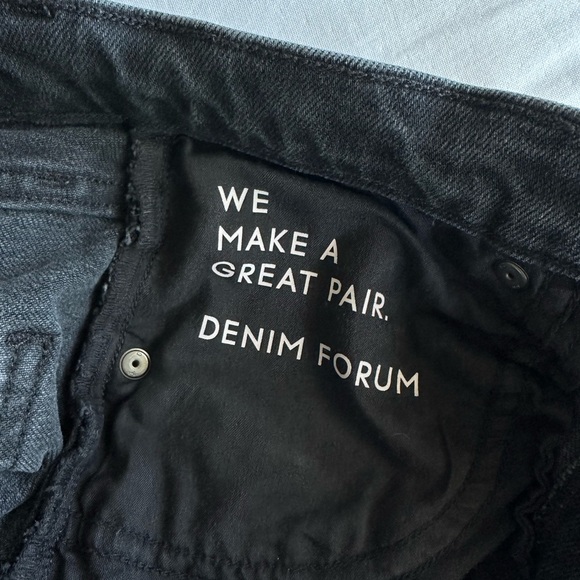 WE
MAKE A
GREAT PAIR.
DENIM FORUM